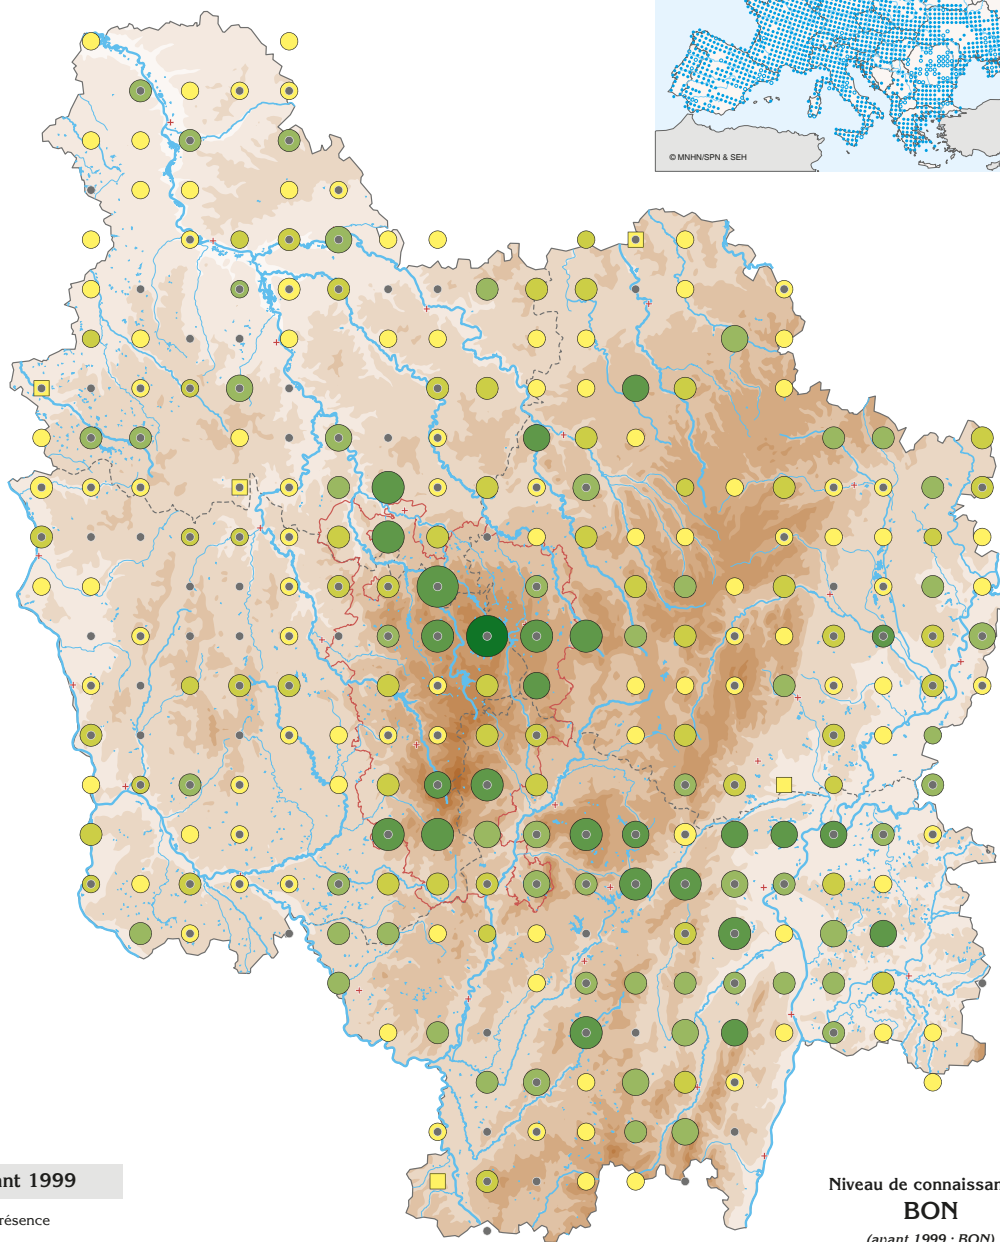 © MNHN/SPN & SEH
ant 1999
résence
Niveau de connaissan
BON
(avant 1999 : BON)